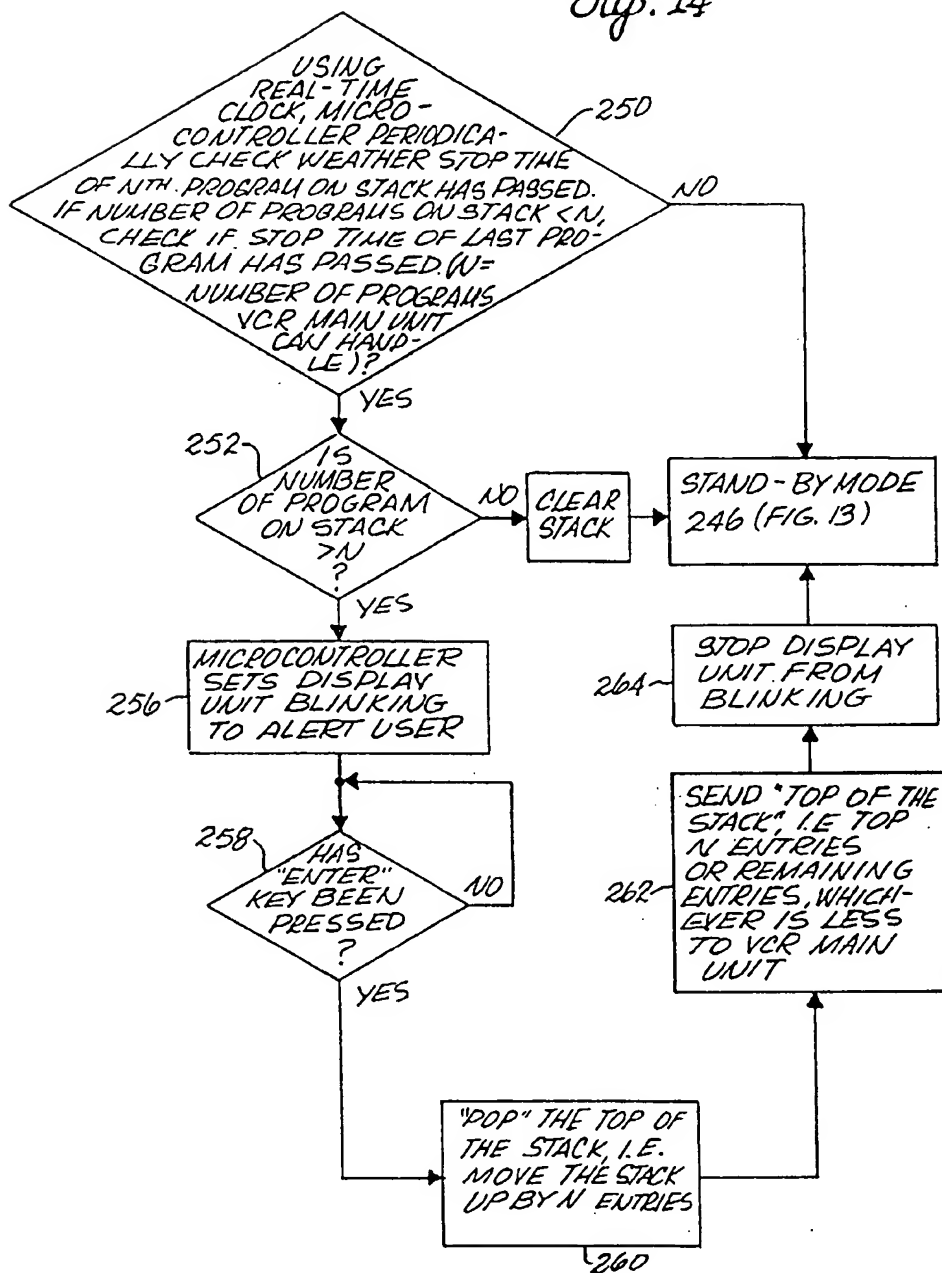 Fig. 14
USING
REAL-TIME
CLOCK, MICRO-
CONTROLLER PERIODICA-
LLY CHECK WEATHER STOP TIME
OF NTH. PROGRAM ON STACK HAS PASSED.
IF NUMBER OF PROGRAMS ON STACK <N,
CHECK IF STOP TIME OF LAST PRO-
GRAM HAS PASSED. (N=
NUMBER OF PROGRAMS
VCR MAIN UNIT
CAN HAND-
LE)?
250
NO
YES
252
IS
NUMBER
OF PROGRAM
ON STACK
>N
?
NO
CLEAR
STACK
STAND-BY MODE
246 (FIG. 13)
YES
256
MICROCONTROLLER
SETS DISPLAY
UNIT BLINKING
TO ALERT USER
264
STOP DISPLAY
UNIT FROM
BLINKING
258
HAS
"ENTER"
KEY BEEN
PRESSED
?
NO
YES
262
SEND "TOP OF THE
STACK", I.E TOP
N ENTRIES
OR REMAINING
ENTRIES, WHICH-
EVER IS LESS
TO VCR MAIN
UNIT
"POP" THE TOP OF
THE STACK, I.E.
MOVE THE STACK
UP BY N ENTRIES
260